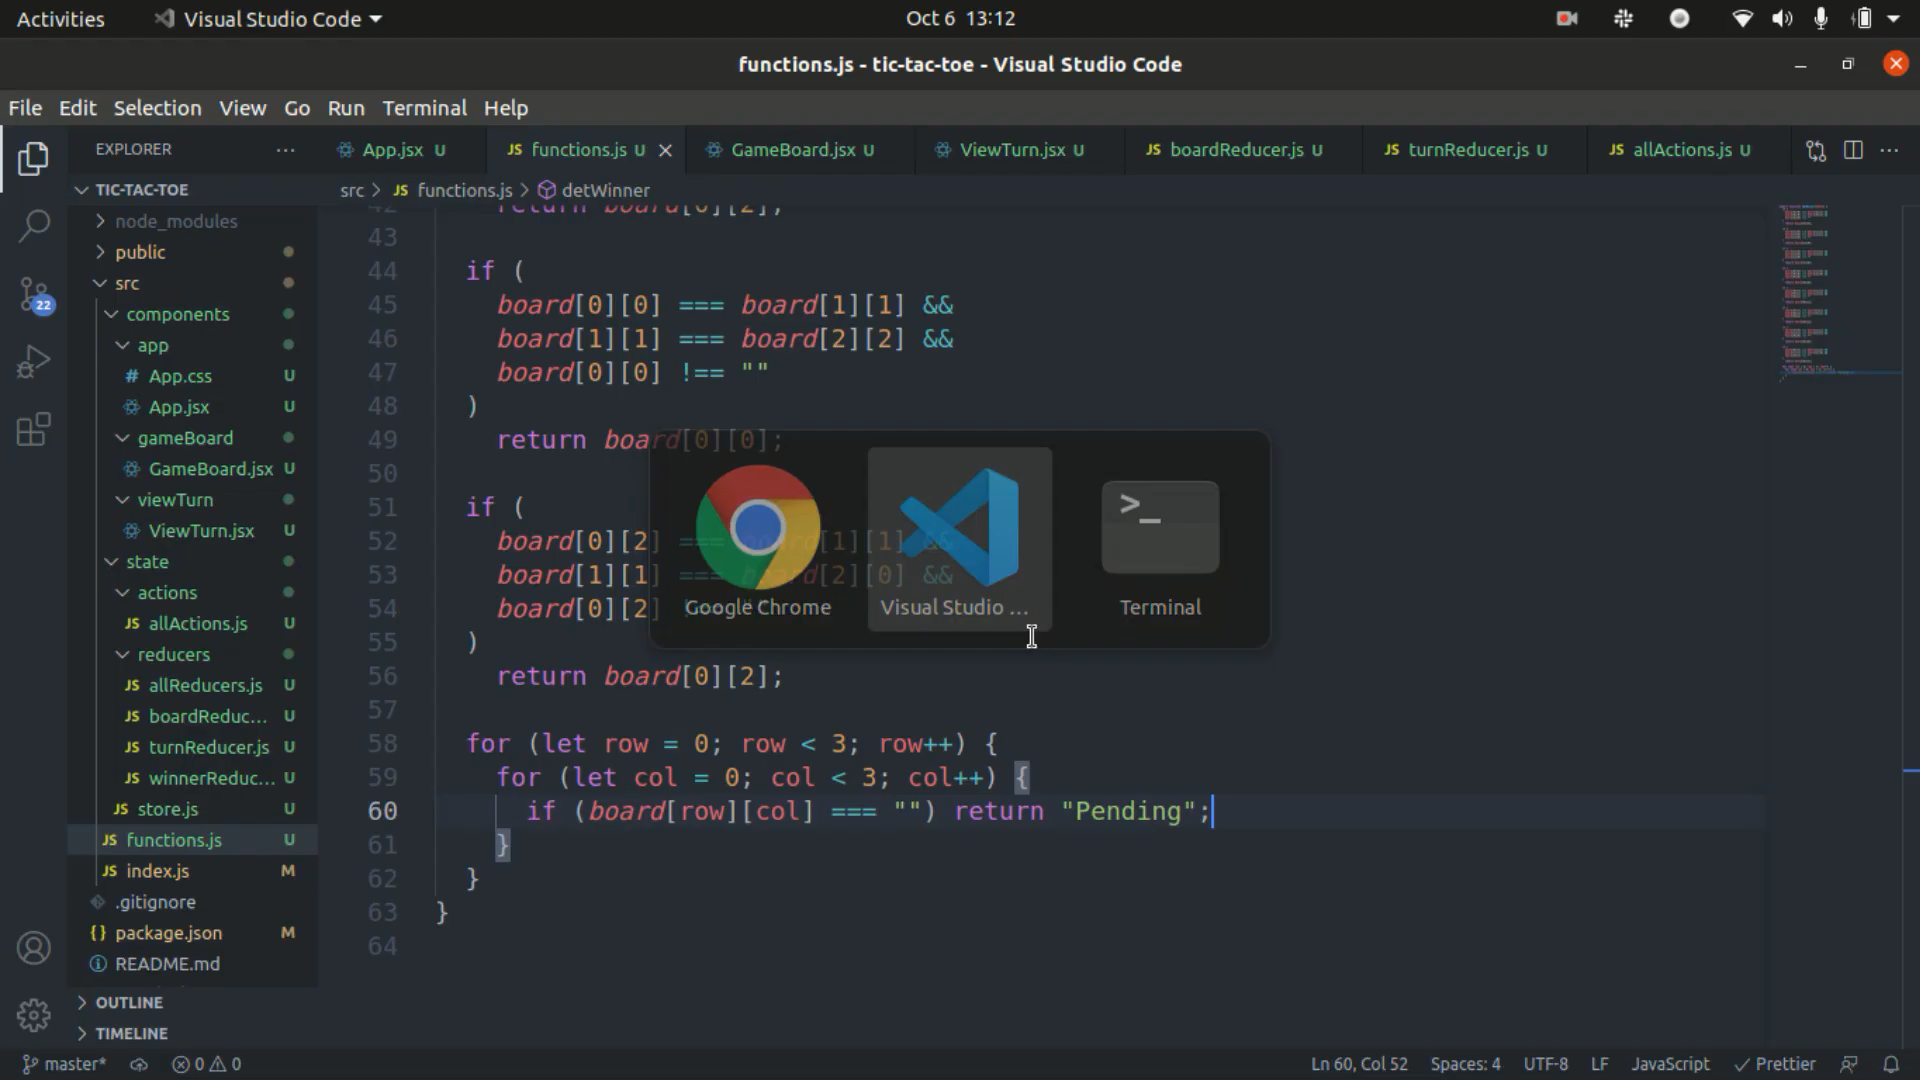 Activities
Visual Studio Code
Oct 6 13:12
functions.js - tic-tac-toe - Visual Studio Code
File Edit Selection View Go Run Terminal Help
EXPLORER
App.jsx U
JS functions.js U
GameBoard.jsx U
ViewTurn.jsx U
JS boardReducer.js U
JS turnReducer.js U
JS allActions.js U
TIC-TAC-TOE
src > JS functions.js > detWinner
node_modules
public
src
22
components
app
# App.css U
App.jsx U
gameBoard
GameBoard.jsx U
viewTurn
ViewTurn.jsx U
state
actions
JS allActions.js U
reducers
JS allReducers.js U
JS boardReduc... U
JS turnReducer.js U
JS winnerReduc... U
JS store.js U
JS functions.js U
JS index.js M
.gitignore
{} package.json M
README.md
OUTLINE
TIMELINE
42 return board[0][2];
43
44 if (
45 board[0][0] === board[1][1] &&
46 board[1][1] === board[2][2] &&
47 board[0][0] !== ""
48 )
49 return board[0][0];
50
51 if (
52 board[0][2] === board[1][1] &&
53 board[1][1] === board[2][0] &&
54 board[0][2]
55 )
56 return board[0][2];
57
58 for (let row = 0; row < 3; row++) {
59 for (let col = 0; col < 3; col++) {
60 if (board[row][col] === "") return "Pending";
61 }
62 }
63 }
64
Google Chrome
Visual Studio ...
>_
Terminal
master*
0 0
Ln 60, Col 52
Spaces: 4
UTF-8
LF
JavaScript
Prettier